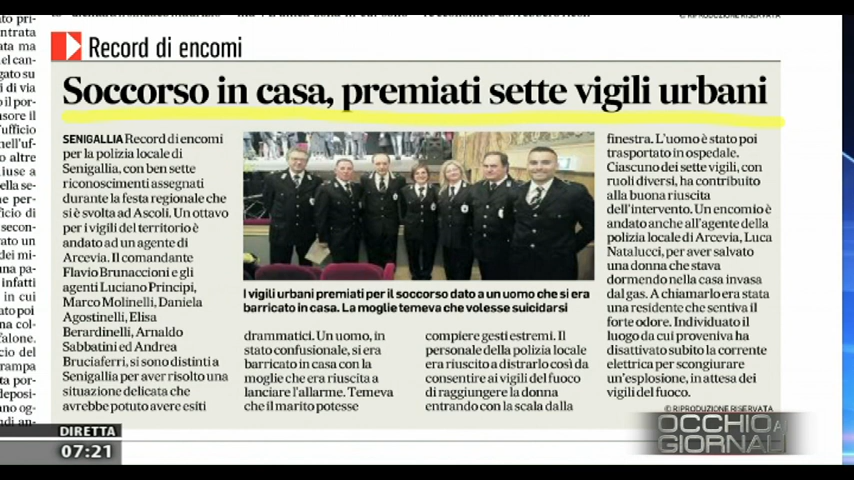 © RIPRODUZIONE RISERVATA
Record di encomi
Soccorso in casa, premiati sette vigili urbani
SENIGALLIA Record di encomi
per la polizia locale di
Senigallia, con ben sette
riconoscimenti assegnati
durante la festa regionale che
si è svolta ad Ascoli. Un ottavo
per i vigili del territorio è
andato ad un agente di
Arcevia. Il comandante
Flavio Brunaccioni e gli
agenti Luciano Principi,
Marco Molinelli, Daniela
Agostinelli, Elisa
Berardinelli, Arnaldo
Sabbatini ed Andrea
Bruciaferri, si sono distinti a
Senigallia per aver risolto una
situazione delicata che
avrebbe potuto avere esiti
I vigili urbani premiati per il soccorso dato a un uomo che si era
barricato in casa. La moglie temeva che volesse suicidarsi
drammatici. Un uomo, in
stato confusionale, si era
barricato in casa con la
moglie che era riuscita a
lanciare l'allarme. Temeva
che il marito potesse
compiere gesti estremi. Il
personale della polizia locale
era riuscito a distrarlo così da
consentire ai vigili del fuoco
di raggiungere la donna
entrando con la scala dalla
finestra. L'uomo è stato poi
trasportato in ospedale.
Ciascuno dei sette vigili, con
ruoli diversi, ha contribuito
alla buona riuscita
dell'intervento. Un encomio è
andato anche all'agente della
polizia locale di Arcevia, Luca
Natalucci, per aver salvato
una donna che stava
dormendo nella casa invasa
dal gas. A chiamarlo era stata
una residente che sentiva il
forte odore. Individuato il
luogo da cui proveniva ha
disattivato subito la corrente
elettrica per scongiurare
un'esplosione, in attesa dei
vigili del fuoco.
© RIPRODUZIONE RISERVATA
DIRETTA
07:21
OCCHIO AI
GIORNALI